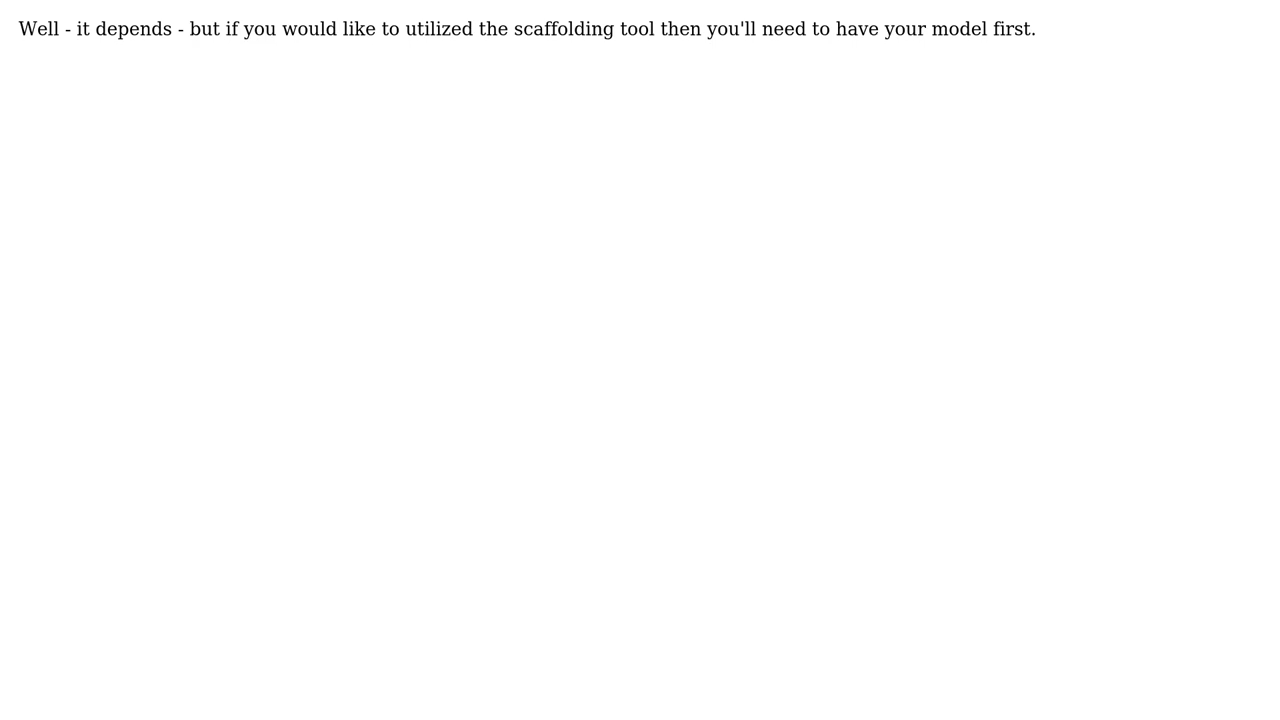 Well - it depends - but if you would like to utilized the scaffolding tool then you'll need to have your model first.